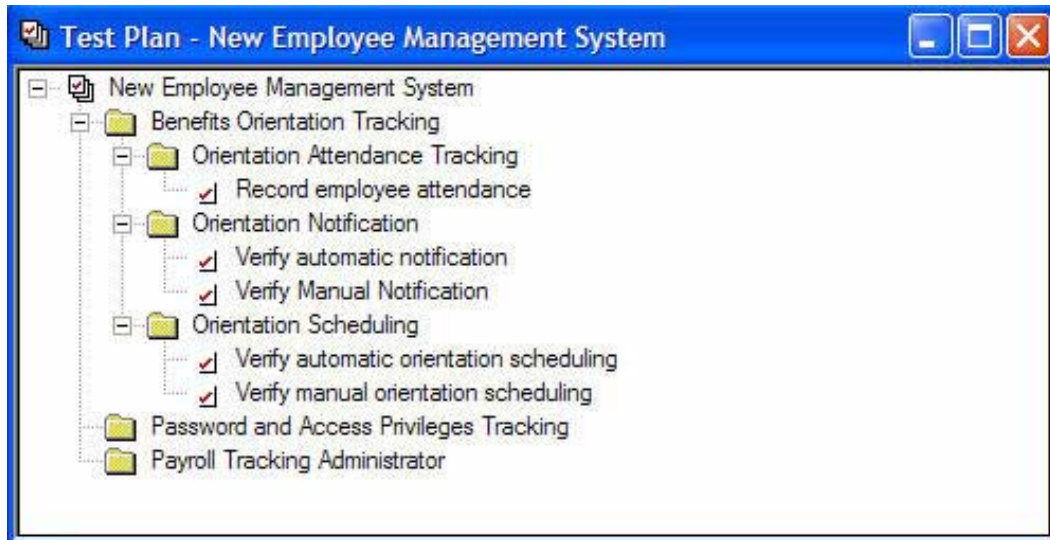 Test Plan - New Employee Management System
New Employee Management System
Benefits Orientation Tracking
Orientation Attendance Tracking
Record employee attendance
Orientation Notification
Verify automatic notification
Verify Manual Notification
Orientation Scheduling
Verify automatic orientation scheduling
Verify manual orientation scheduling
Password and Access Privileges Tracking
Payroll Tracking Administrator